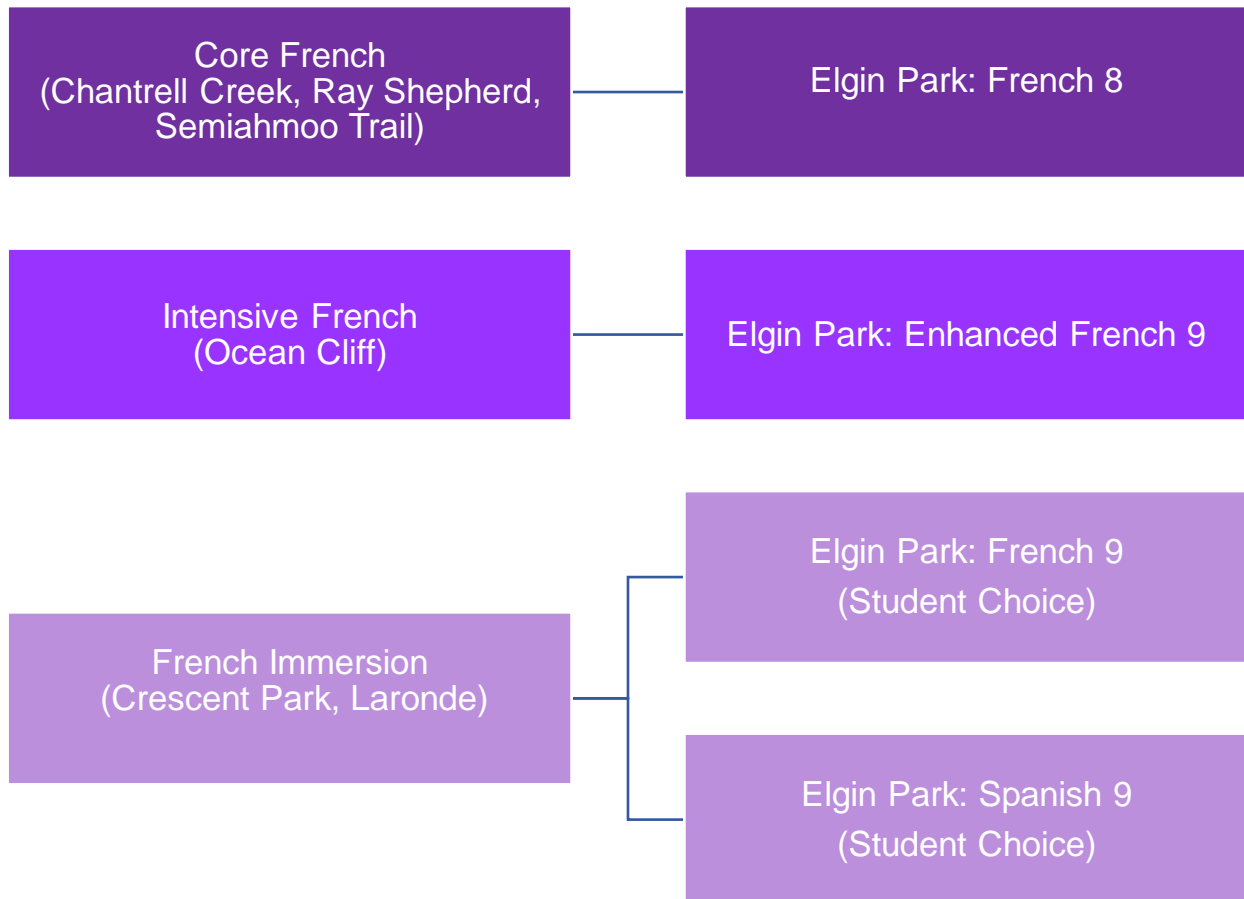 Core French
(Chantrell Creek, Ray Shepherd,
Semiahmoo Trail)
Elgin Park: French 8
Intensive French
(Ocean Cliff)
Elgin Park: Enhanced French 9
French Immersion
(Crescent Park, Laronde)
Elgin Park: French 9
(Student Choice)
Elgin Park: Spanish 9
(Student Choice)